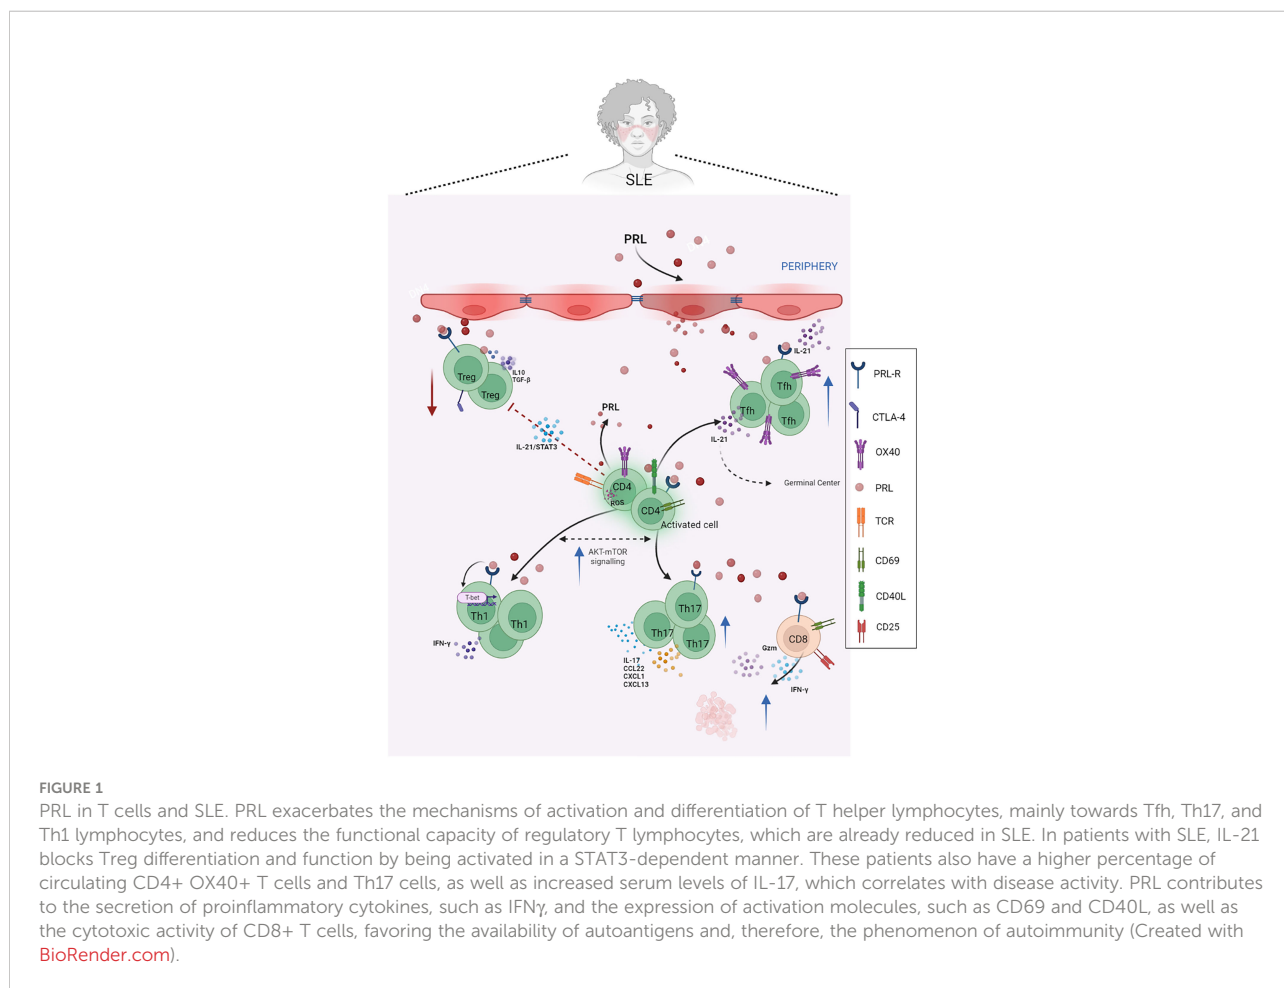 SLE
PRL
PERIPHERY
IL-21
Treg
Treg
IL10
TGF-β
Tfh
Tfh
Tfh
PRL
IL-21
IL-21/STAT3
Germinal Center
CD4
ROS
CD4
Activated cell
AKT-mTOR
signalling
T-bet
Th1
Th1
IFN-γ
Th17
Th17
Th17
IL-17
CCL22
CXCL1
CXCL13
CD8
Gzm
IFN-γ
PRL-R
CTLA-4
OX40
PRL
TCR
CD69
CD40L
CD25
FIGURE 1
PRL in T cells and SLE. PRL exacerbates the mechanisms of activation and differentiation of T helper lymphocytes, mainly towards Tfh, Th17, and
Th1 lymphocytes, and reduces the functional capacity of regulatory T lymphocytes, which are already reduced in SLE. In patients with SLE, IL-21
blocks Treg differentiation and function by being activated in a STAT3-dependent manner. These patients also have a higher percentage of
circulating CD4+ OX40+ T cells and Th17 cells, as well as increased serum levels of IL-17, which correlates with disease activity. PRL contributes
to the secretion of proinflammatory cytokines, such as IFNγ, and the expression of activation molecules, such as CD69 and CD40L, as well as
the cytotoxic activity of CD8+ T cells, favoring the availability of autoantigens and, therefore, the phenomenon of autoimmunity (Created with
BioRender.com).